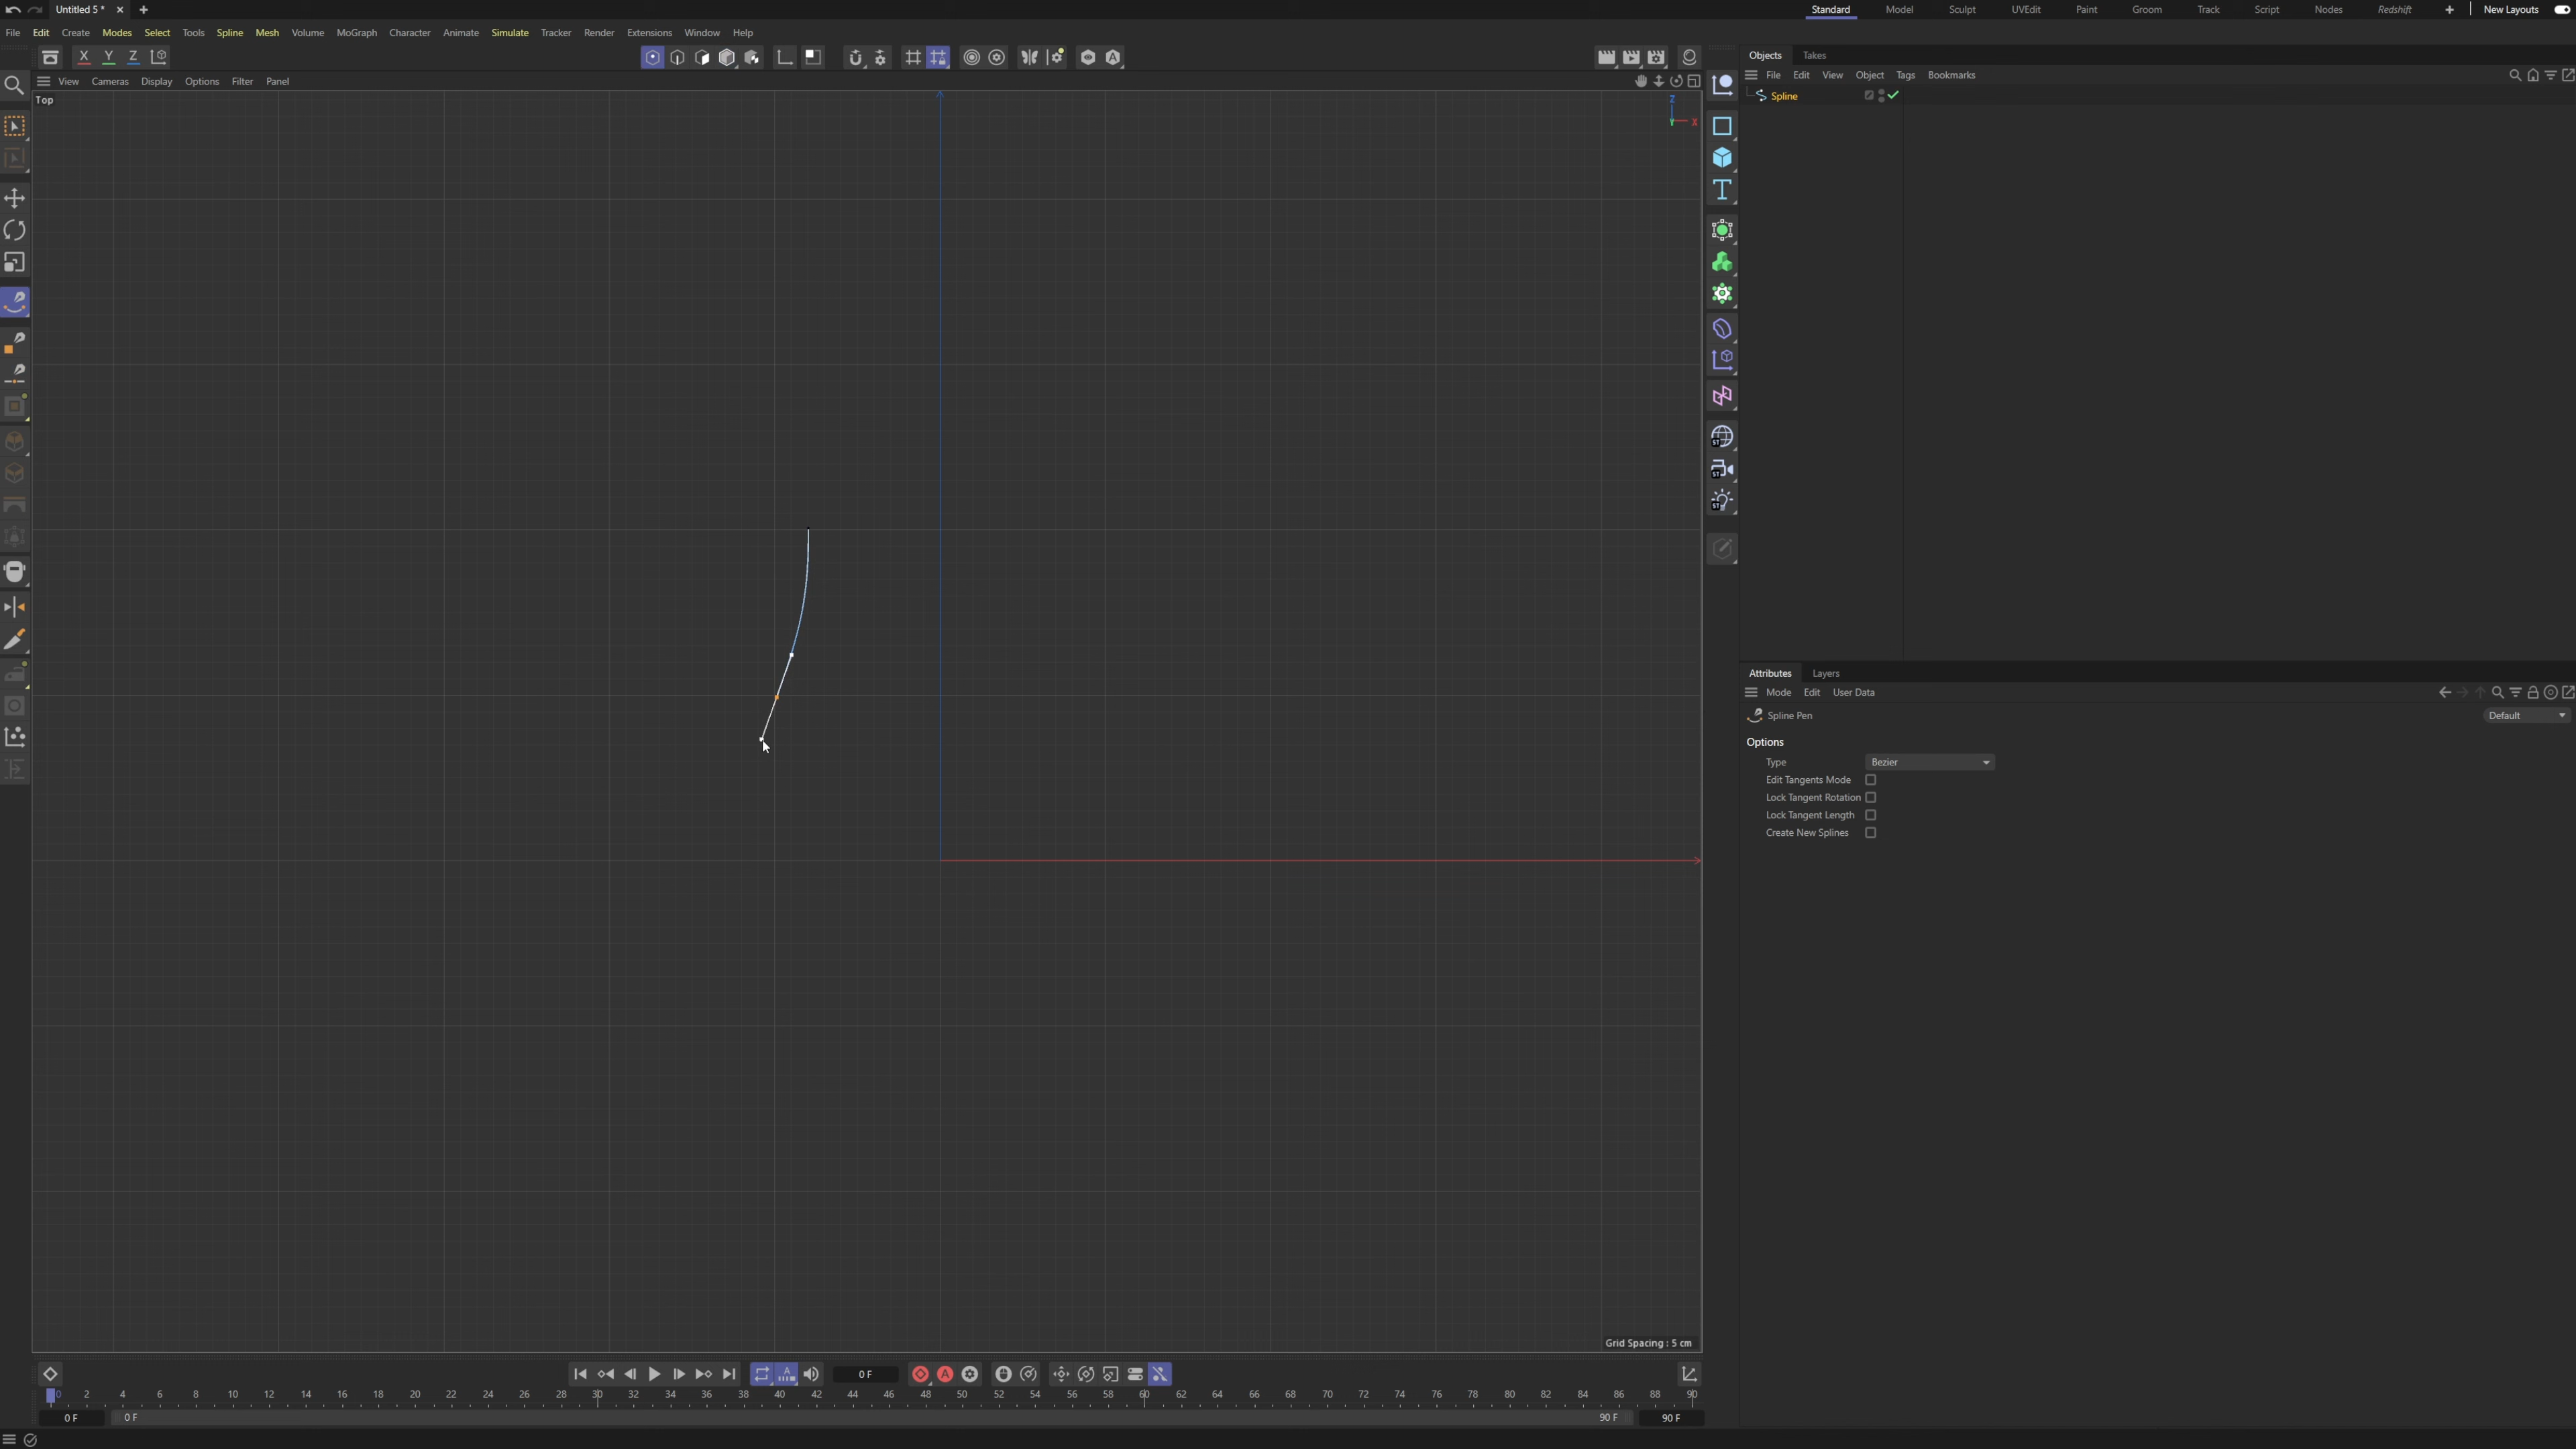 Untitled 5 *
Standard Model Sculpt UVEdit Paint Groom Track Script Nodes Redshift New Layouts
File Edit Create Modes Select Tools Spline Mesh Volume MoGraph Character Animate Simulate Tracker Render Extensions Window Help
X Y Z
View Cameras Display Options Filter Panel
Top
Z
Y X
Objects Takes
File Edit View Object Tags Bookmarks
Spline
Attributes Layers
Mode Edit User Data
Spline Pen Default
Options
Type Bezier
Edit Tangents Mode
Lock Tangent Rotation
Lock Tangent Length
Create New Splines
Grid Spacing : 5 cm
0 F
0 2 4 6 8 10 12 14 16 18 20 22 24 26 28 30 32 34 36 38 40 42 44 46 48 50 52 54 56 58 60 62 64 66 68 70 72 74 76 78 80 82 84 86 88 90
0 F 0 F 90 F 90 F